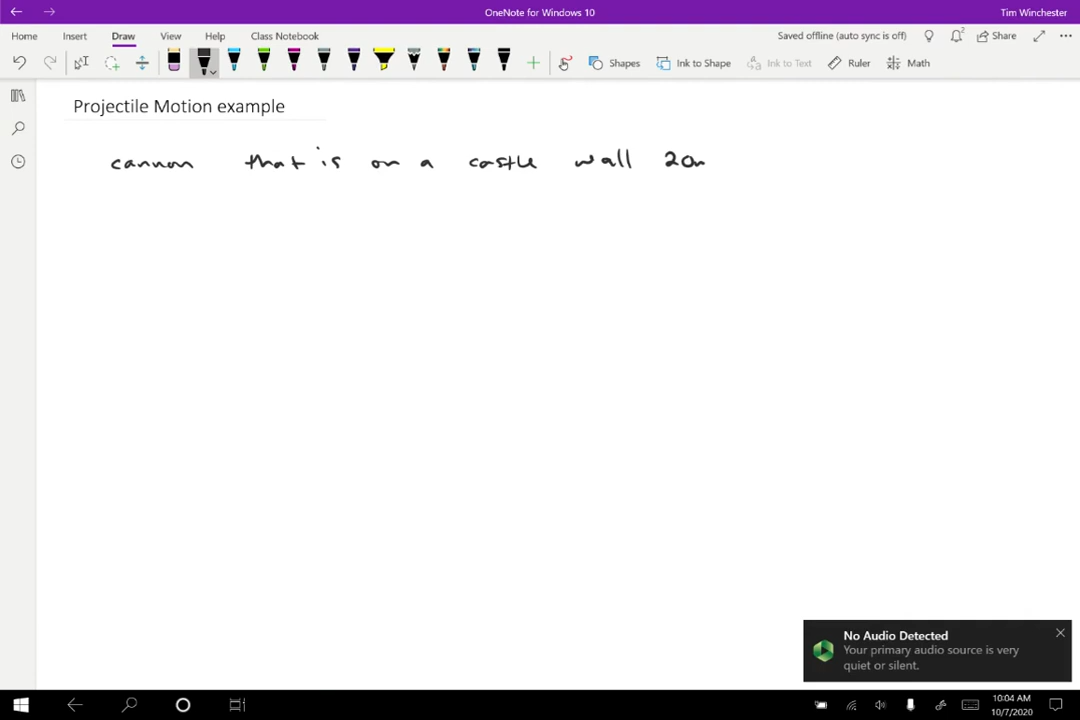 OneNote for Windows 10
Tim Winchester
Home Insert Draw View Help Class Notebook
Saved offline (auto sync is off)
Share
Shapes
Ink to Shape
Ink to Text
Ruler
Math
Projectile Motion example
cannon that is on a castle wall 20m
No Audio Detected
Your primary audio source is very
quiet or silent.
10:04 AM
10/7/2020